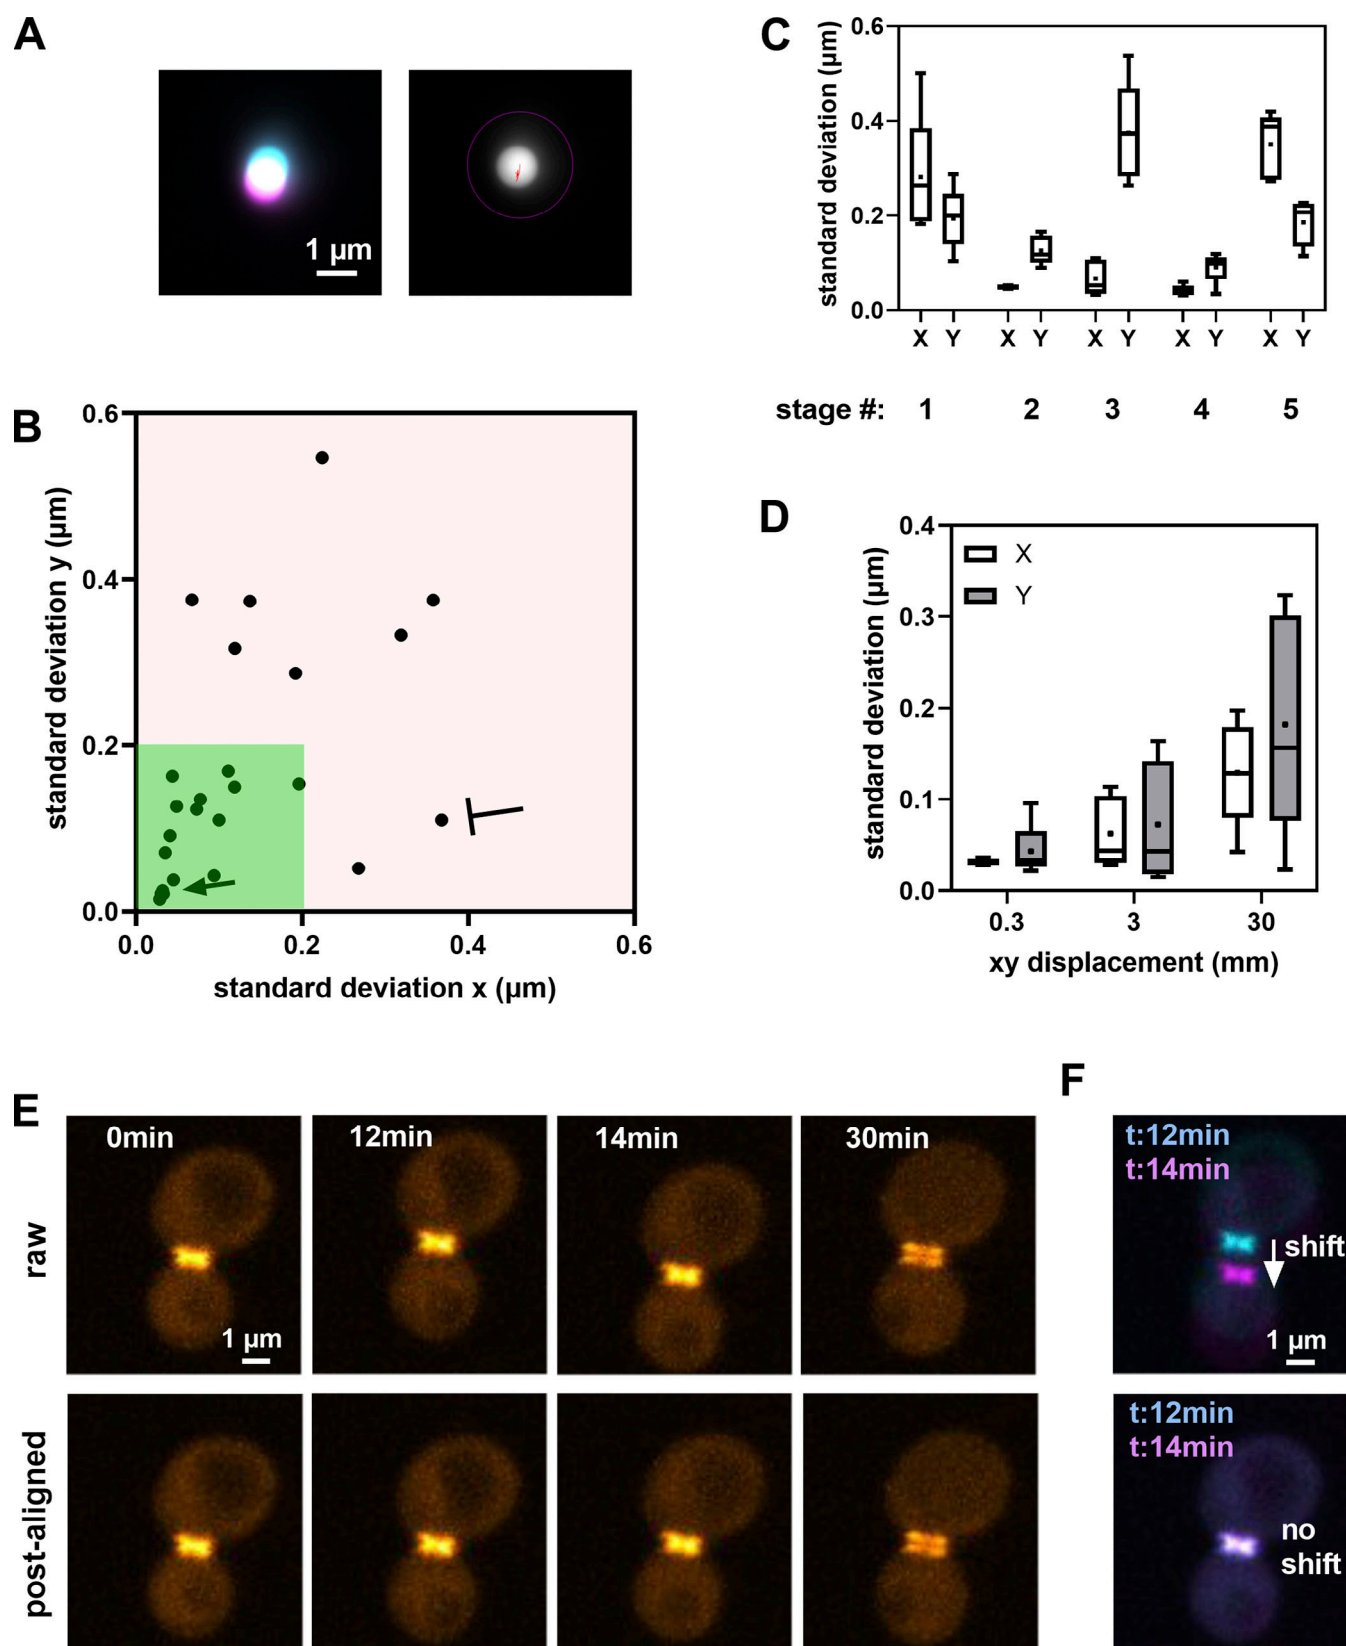 A
1 µm
B
0.6
0.4
0.2
0.0
0.0 0.2 0.4 0.6
standard deviation y (µm)
standard deviation x (µm)
C
0.6
0.4
0.2
0.0
standard deviation (µm)
X Y X Y X Y X Y X Y
stage #: 1 2 3 4 5
D
0.4
0.3
0.2
0.1
0.0
standard deviation (µm)
X
Y
0.3 3 30
xy displacement (mm)
E
raw
0min 12min 14min 30min
1 µm
post-aligned
F
t:12min
t:14min
shift
1 µm
t:12min
t:14min
no
shift